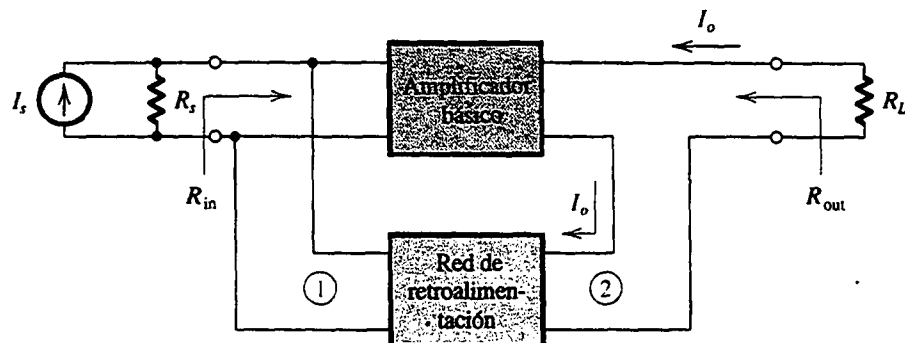 I_o
Amplificador
básico
I_s
R_s
R_L
R_in
R_out
I_o
Red de
retroalimen-
tación
1
2